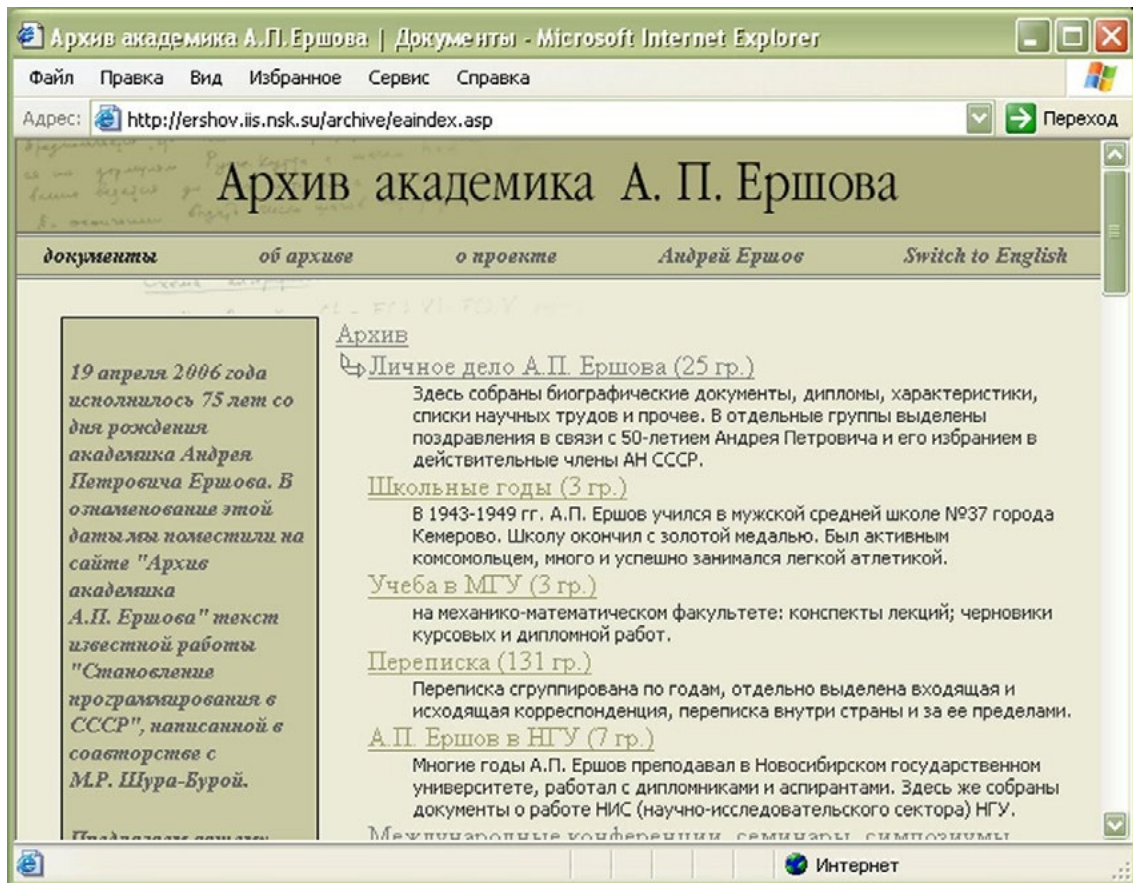 Архив академика А.П.Ершова | Документы - Microsoft Internet Explorer
Файл Правка Вид Избранное Сервис Справка
Адрес: http://ershov.iis.nsk.su/archive/eaindex.asp Переход
Архив академика А. П. Ершова
документы об архиве о проекте Андрей Ершов Switch to English
19 апреля 2006 года
исполнилось 75 лет со
дня рождения
академика Андрея
Петровича Ершова. В
ознаменование этой
даты мы поместили на
сайте "Архив
академика
А.П. Ершова" текст
известной работы
"Становление
программирования в
СССР", написанной в
соавторстве с
М.Р. Шура-Бурой.
Предлагаем вашему
Архив
Личное дело А.П. Ершова (25 гр.)
Здесь собраны биографические документы, дипломы, характеристики,
списки научных трудов и прочее. В отдельные группы выделены
поздравления в связи с 50-летием Андрея Петровича и его избранием в
действительные члены АН СССР.
Школьные годы (3 гр.)
В 1943-1949 гг. А.П. Ершов учился в мужской средней школе №37 города
Кемерово. Школу окончил с золотой медалью. Был активным
комсомольцем, много и успешно занимался легкой атлетикой.
Учеба в МГУ (3 гр.)
на механико-математическом факультете: конспекты лекций; черновики
курсовых и дипломной работ.
Переписка (131 гр.)
Переписка сгруппирована по годам, отдельно выделена входящая и
исходящая корреспонденция, переписка внутри страны и за ее пределами.
А.П. Ершов в НГУ (7 гр.)
Многие годы А.П. Ершов преподавал в Новосибирском государственном
университете, работал с дипломниками и аспирантами. Здесь же собраны
документы о работе НИС (научно-исследовательского сектора) НГУ.
Международные конференции, семинары, симпозиумы,
Интернет